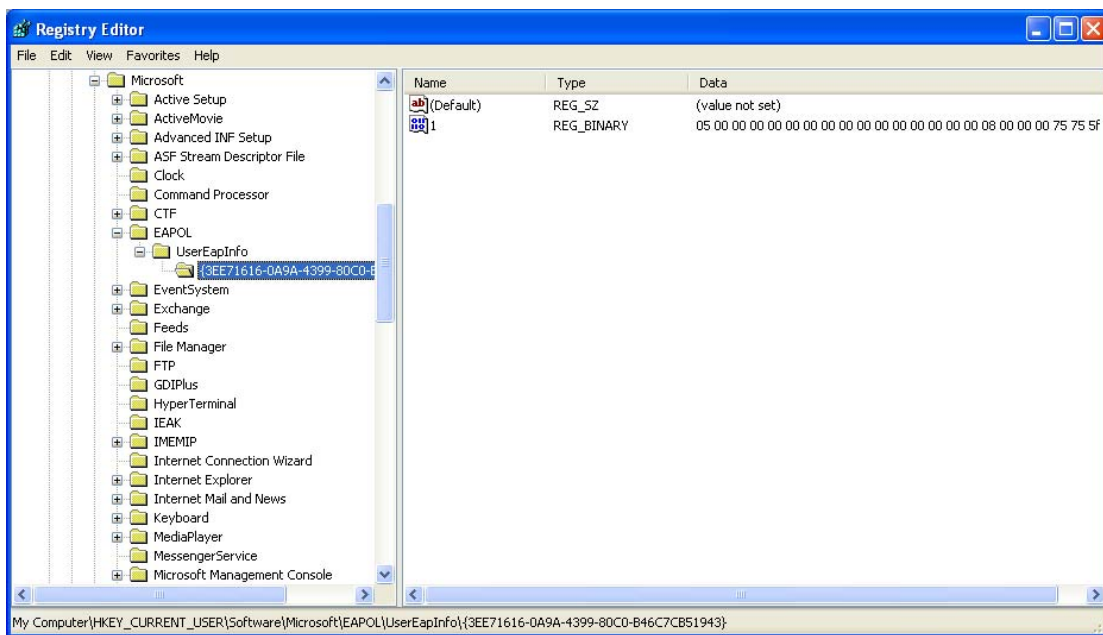 Registry Editor
File Edit View Favorites Help
Microsoft
Active Setup
ActiveMovie
Advanced INF Setup
ASF Stream Descriptor File
Clock
Command Processor
CTF
EAPOL
UserEapInfo
{3EE71616-0A9A-4399-80C0-B
EventSystem
Exchange
Feeds
File Manager
FTP
GDIPlus
HyperTerminal
IEAK
IMEMIP
Internet Connection Wizard
Internet Explorer
Internet Mail and News
Keyboard
MediaPlayer
MessengerService
Microsoft Management Console
Name Type Data
ab (Default) REG_SZ (value not set)
1 REG_BINARY 05 00 00 00 00 00 00 00 00 00 00 00 00 00 00 00 08 00 00 00 75 75 5f
My Computer\HKEY_CURRENT_USER\Software\Microsoft\EAPOL\UserEapInfo\{3EE71616-0A9A-4399-80C0-B46C7CB51943}